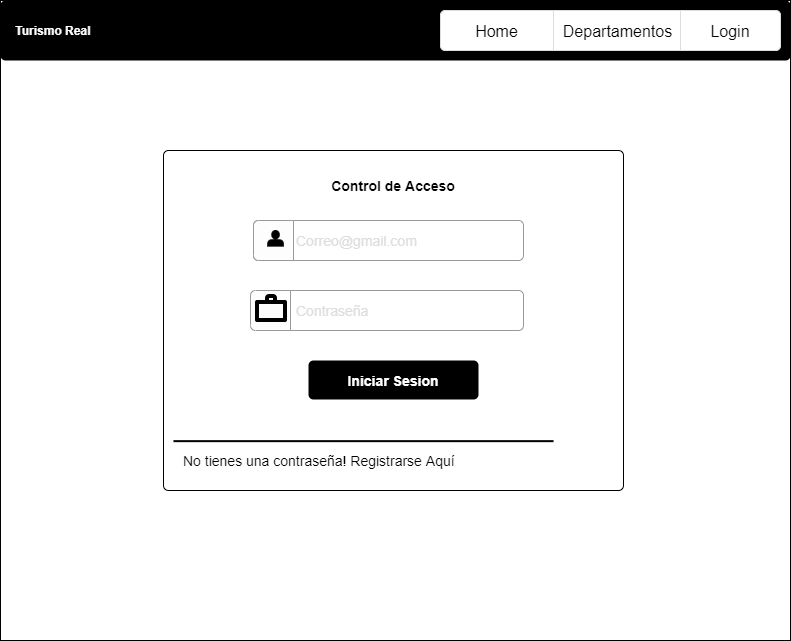 Turismo Real
Home
Departamentos
Login
Control de Acceso
Correo@gmail.com
Contraseña
Iniciar Sesion
No tienes una contraseña! Registrarse Aquí